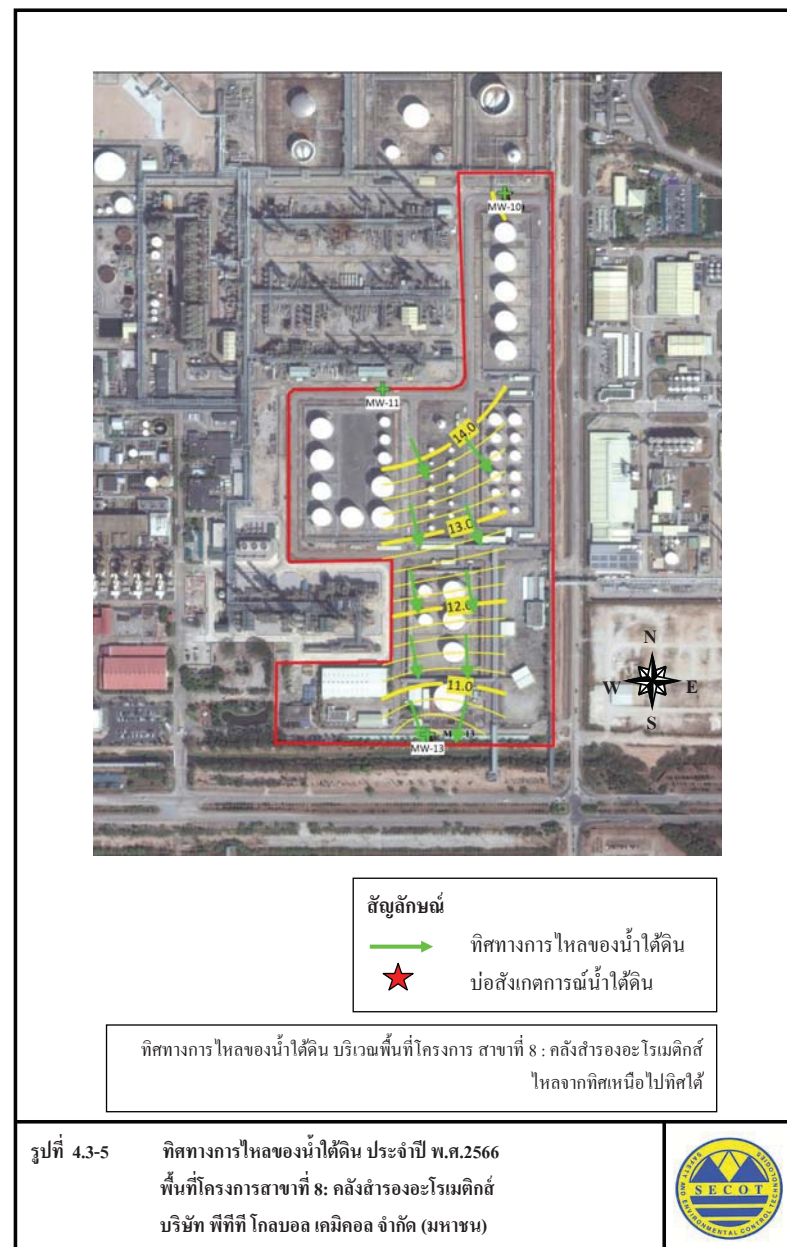 MW-10
MW-11
14.0
13.0
12.0
11.0
MW-13
N
W E
S
สัญลักษณ์
ทิศทางการไหลของน้ำใต้ดิน
บ่อสังเกตการณ์น้ำใต้ดิน
ทิศทางการไหลของน้ำใต้ดิน บริเวณพื้นที่โครงการ สาขาที่ 8 : คลังสำรองอะโรเมติกส์
ไหลจากทิศเหนือไปทิศใต้
รูปที่ 4.3-5 ทิศทางการไหลของน้ำใต้ดิน ประจำปี พ.ศ.2566
พื้นที่โครงการสาขาที่ 8: คลังสำรองอะโรเมติกส์
บริษัท พีทีที โกลบอล เคมิคอล จำกัด (มหาชน)
SECOT
SAFETY AND ENVIRONMENTAL CONTROL TECHNOLOGIES